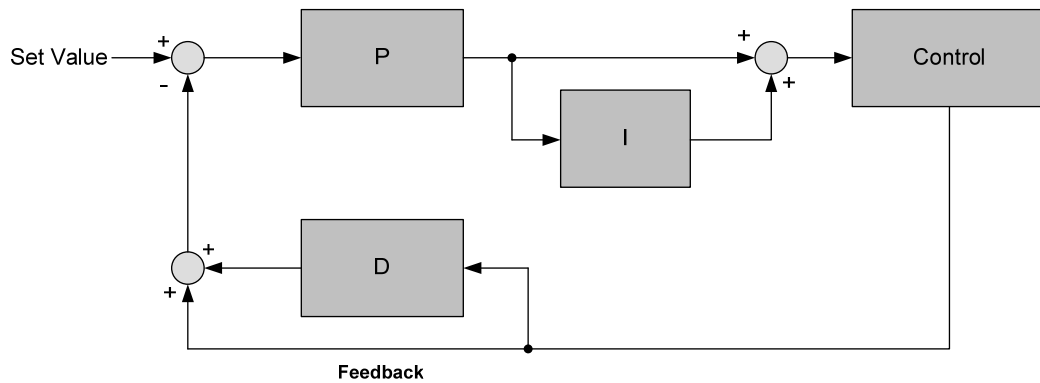 +
+
Set Value
P
Control
-
+
I
+
D
+
Feedback